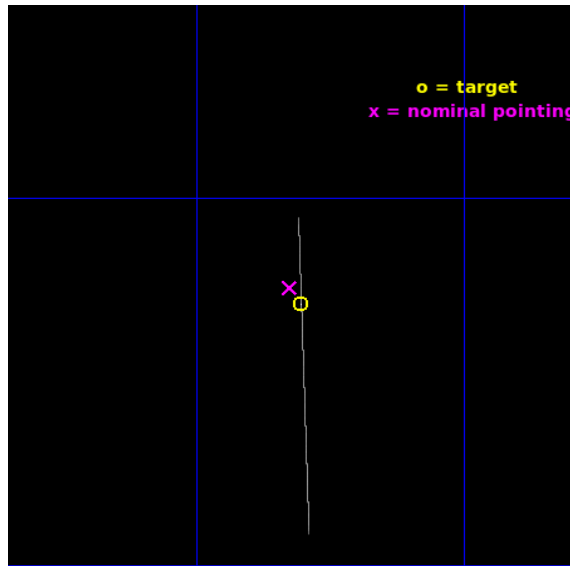 o = target
x = nominal pointing